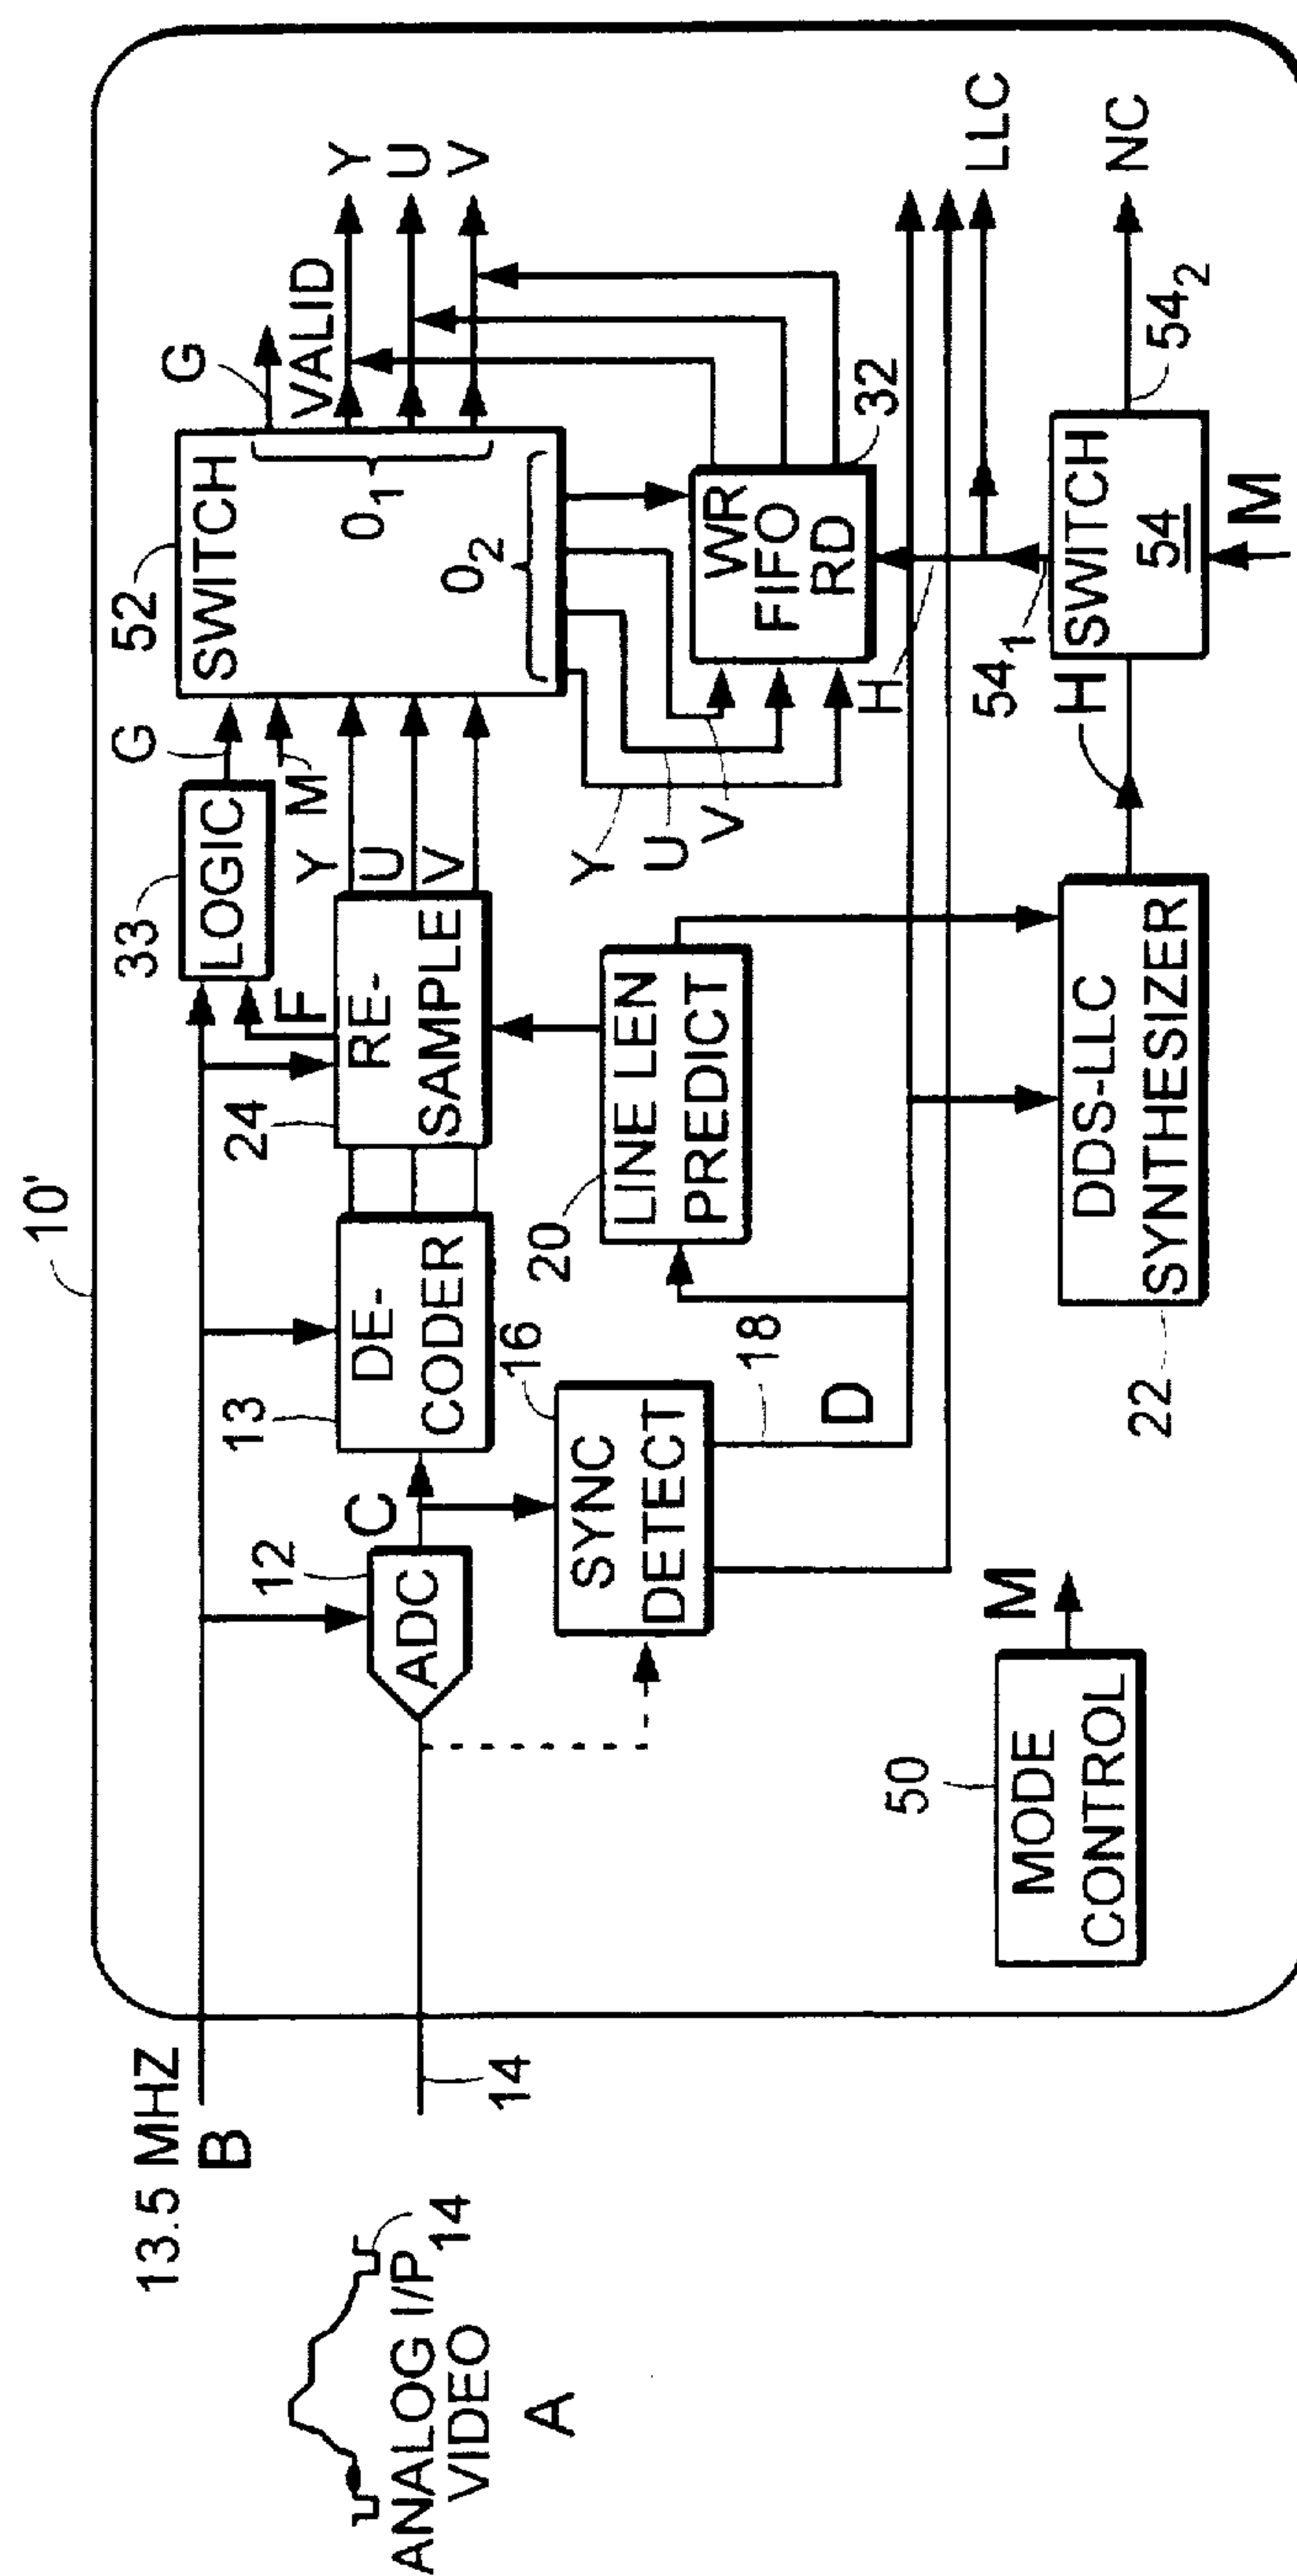 10'
13.5 MHZ
B
14
ANALOG I/P
VIDEO
14
A
12
ADC
C
13
DE-
CODER
24
RE-
SAMPLE
F
33
LOGIC
G
M
Y
U
V
52
SWITCH
O1
O2
G
VALID
Y
U
V
16
SYNC
DETECT
18
D
20
LINE LEN
PREDICT
Y
U
V
WR
FIFO
RD
32
H
LLC
50
MODE
CONTROL
M
22
DDS-LLC
SYNTHESIZER
H
SWITCH
54
54₁
54₂
NC
M